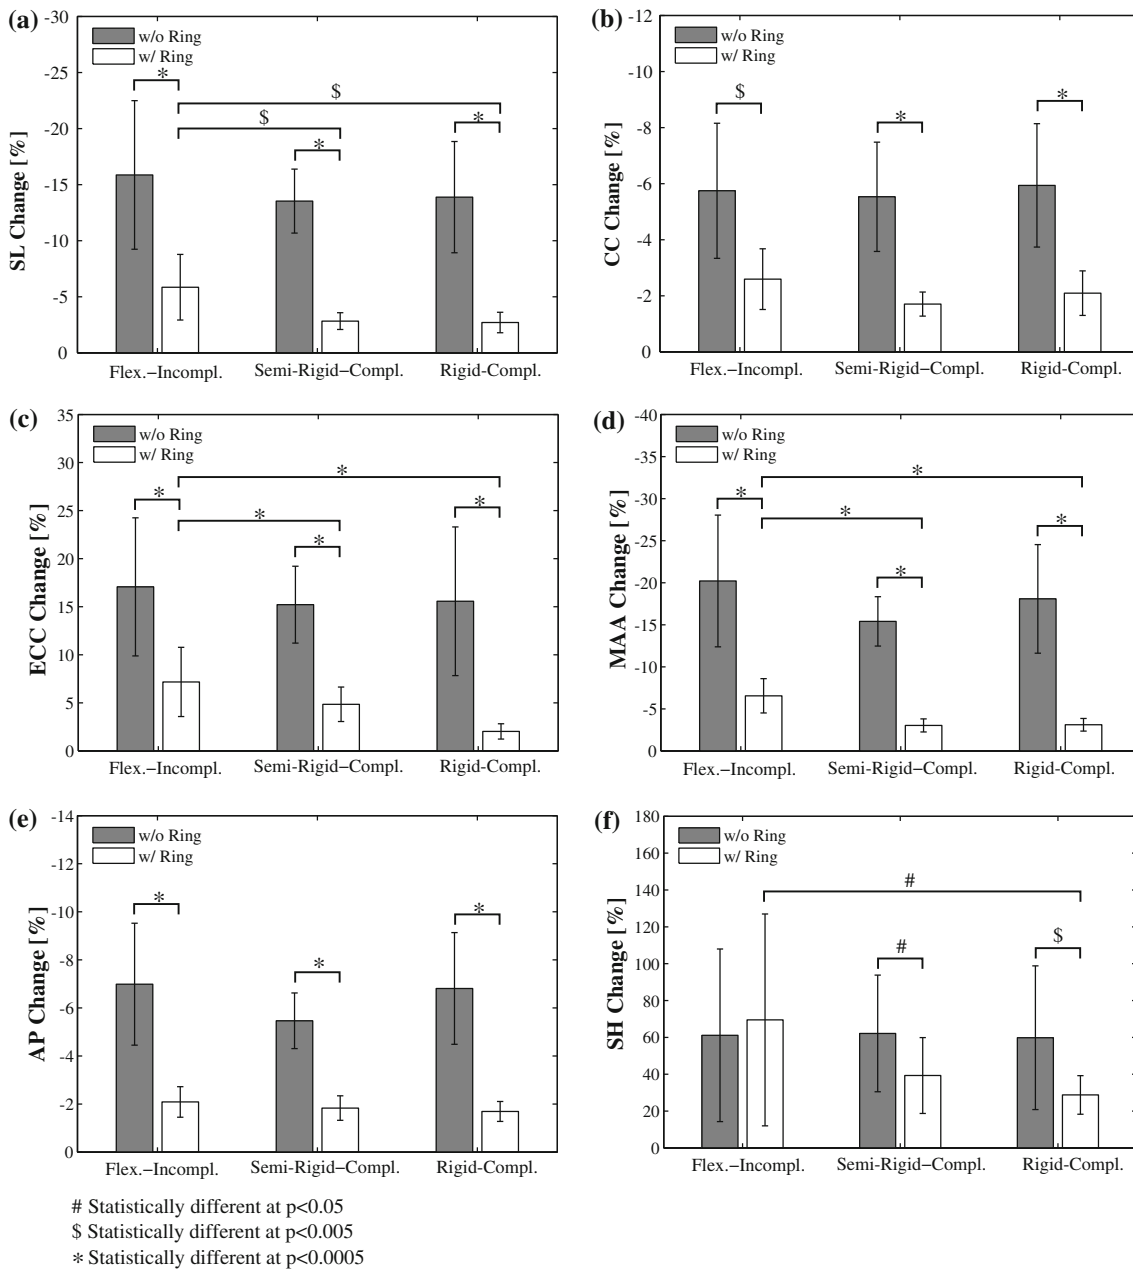 (a)
SL Change [%]
-30
-25
-20
-15
-10
-5
0
w/o Ring
w/ Ring
*
$
$
*
*
Flex.–Incompl.
Semi-Rigid–Compl.
Rigid-Compl.
(b)
CC Change [%]
-12
-10
-8
-6
-4
-2
0
w/o Ring
w/ Ring
$
*
*
Flex.–Incompl.
Semi-Rigid–Compl.
Rigid-Compl.
(c)
ECC Change [%]
35
30
25
20
15
10
5
0
w/o Ring
w/ Ring
*
*
*
*
*
Flex.–Incompl.
Semi-Rigid–Compl.
Rigid-Compl.
(d)
MAA Change [%]
-40
-35
-30
-25
-20
-15
-10
-5
0
w/o Ring
w/ Ring
*
*
*
*
*
Flex.–Incompl.
Semi-Rigid–Compl.
Rigid-Compl.
(e)
AP Change [%]
-14
-12
-10
-8
-6
-4
-2
0
w/o Ring
w/ Ring
*
*
*
Flex.–Incompl.
Semi-Rigid–Compl.
Rigid-Compl.
(f)
SH Change [%]
180
160
140
120
100
80
60
40
20
0
w/o Ring
w/ Ring
#
#
$
Flex.–Incompl.
Semi-Rigid–Compl.
Rigid-Compl.
# Statistically different at p<0.05
$ Statistically different at p<0.005
* Statistically different at p<0.0005